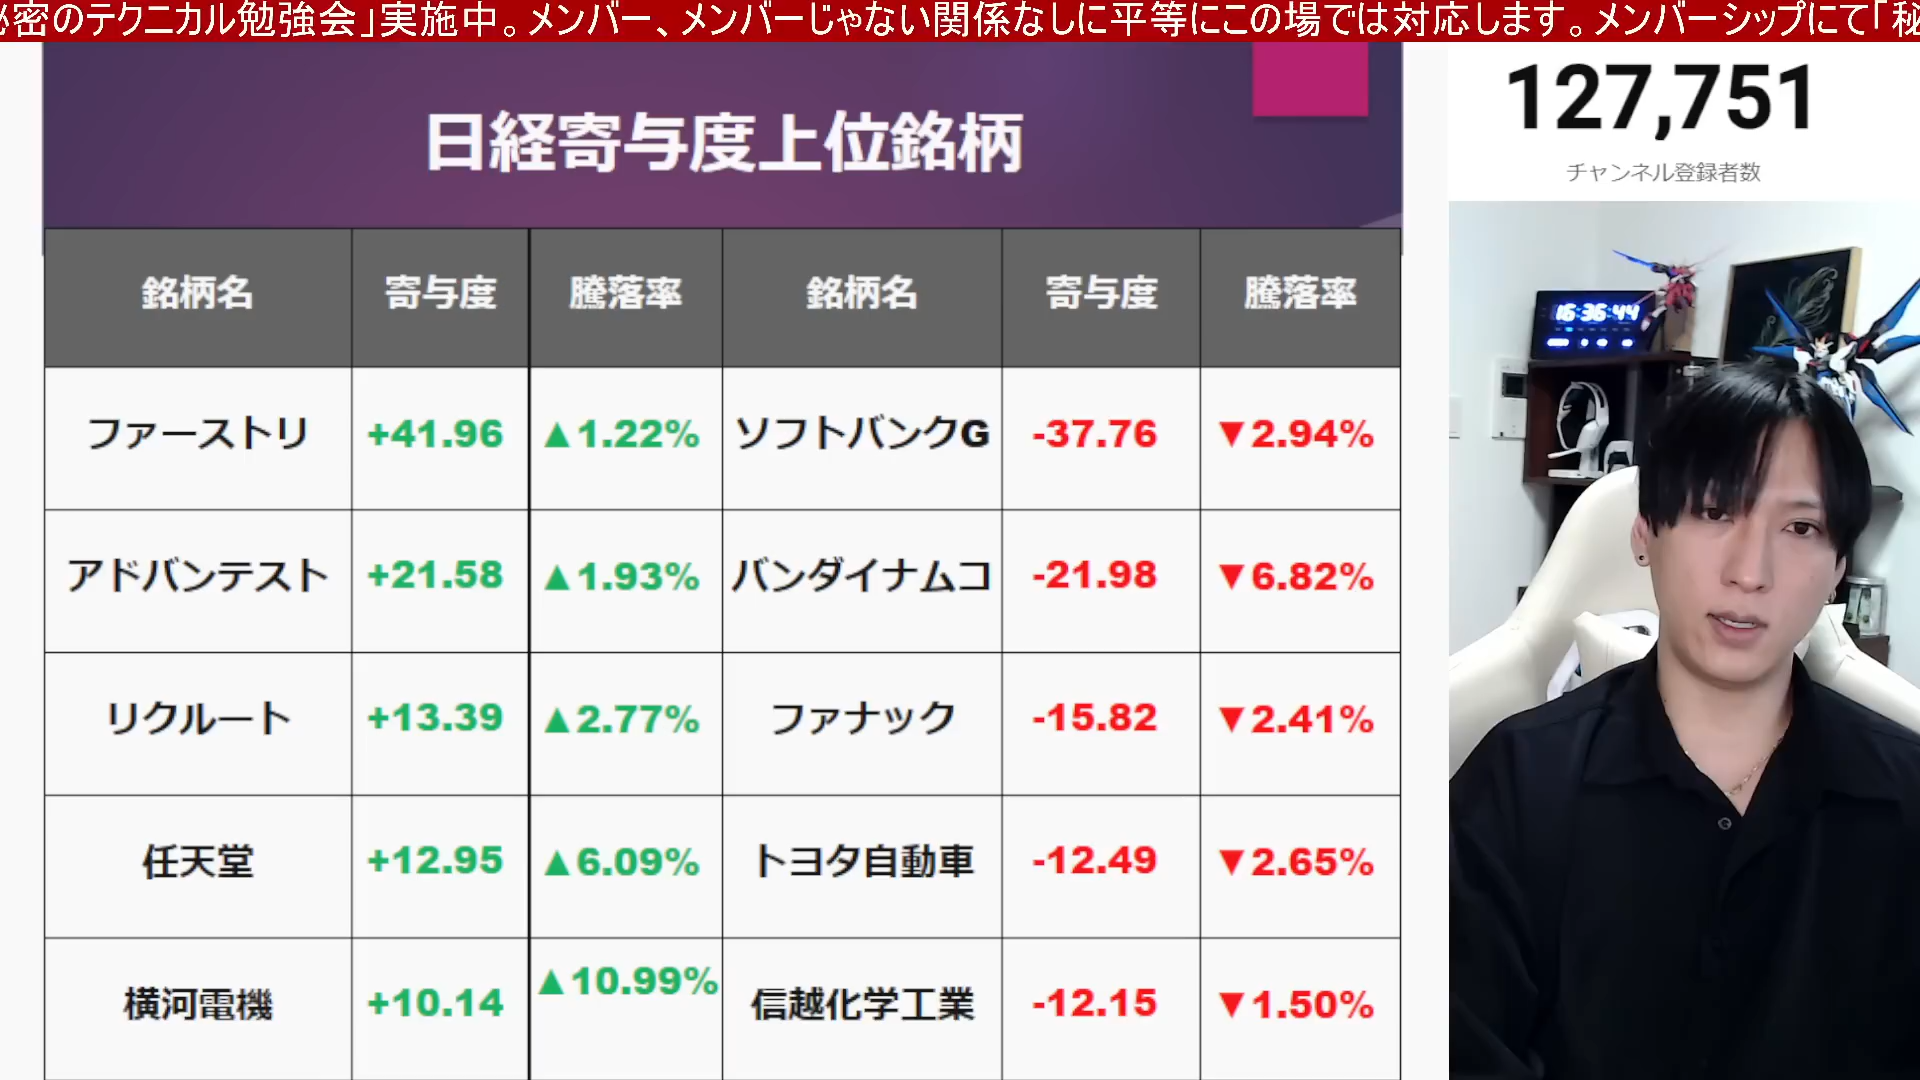 密のテクニカル勉強会」実施中。メンバー、メンバーじゃない関係なしに平等にこの場では対応します。メンバーシップにて「秘
127,751
チャンネル登録者数
日経寄与度上位銘柄
銘柄名 寄与度 騰落率 銘柄名 寄与度 騰落率
ファーストリ +41.96 ▲1.22% ソフトバンクG -37.76 ▼2.94%
アドバンテスト +21.58 ▲1.93% バンダイナムコ -21.98 ▼6.82%
リクルート +13.39 ▲2.77% ファナック -15.82 ▼2.41%
任天堂 +12.95 ▲6.09% トヨタ自動車 -12.49 ▼2.65%
横河電機 +10.14 ▲10.99% 信越化学工業 -12.15 ▼1.50%
16:36:44